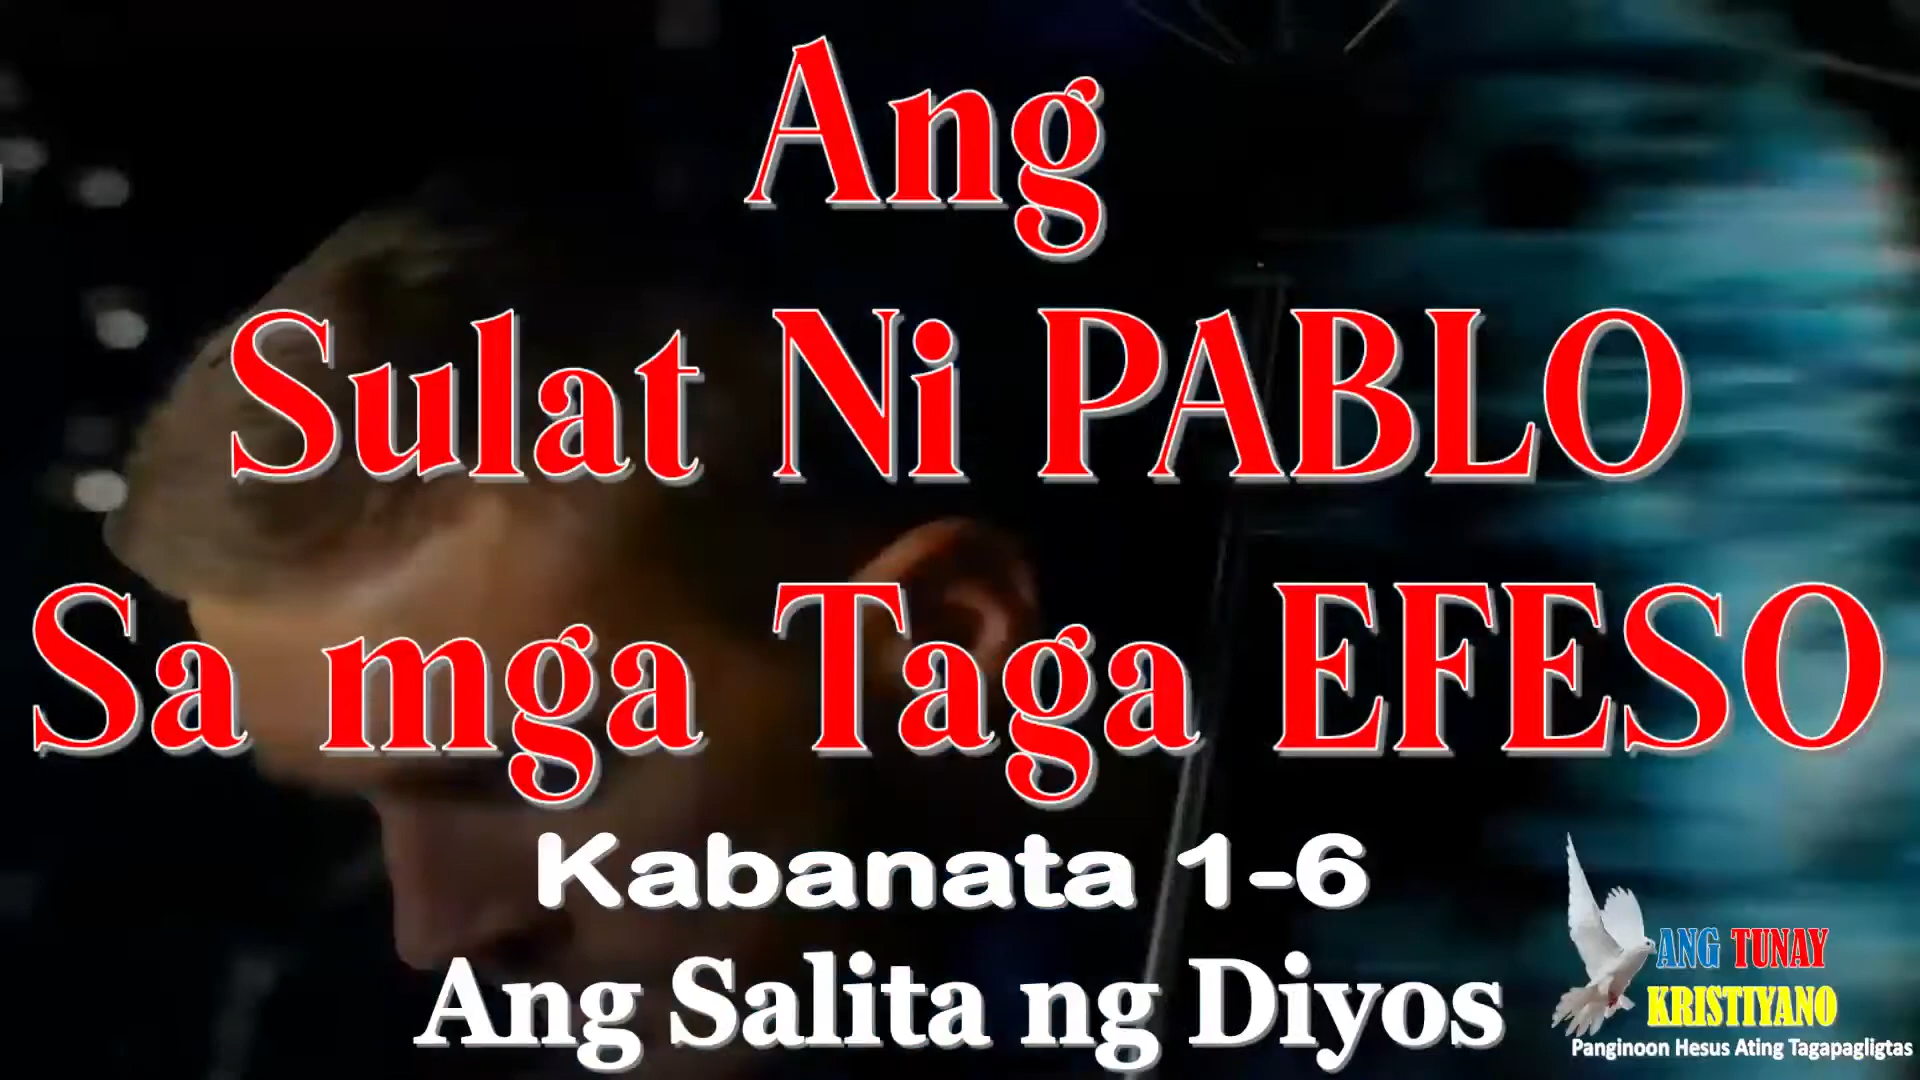 Ang
Sulat Ni PABLO
Sa mga Taga EFESO
Kabanata 1-6
Ang Salita ng Diyos
ANG TUNAY
KRISTIYANO
Panginoon Hesus Ating Tagapagligtas